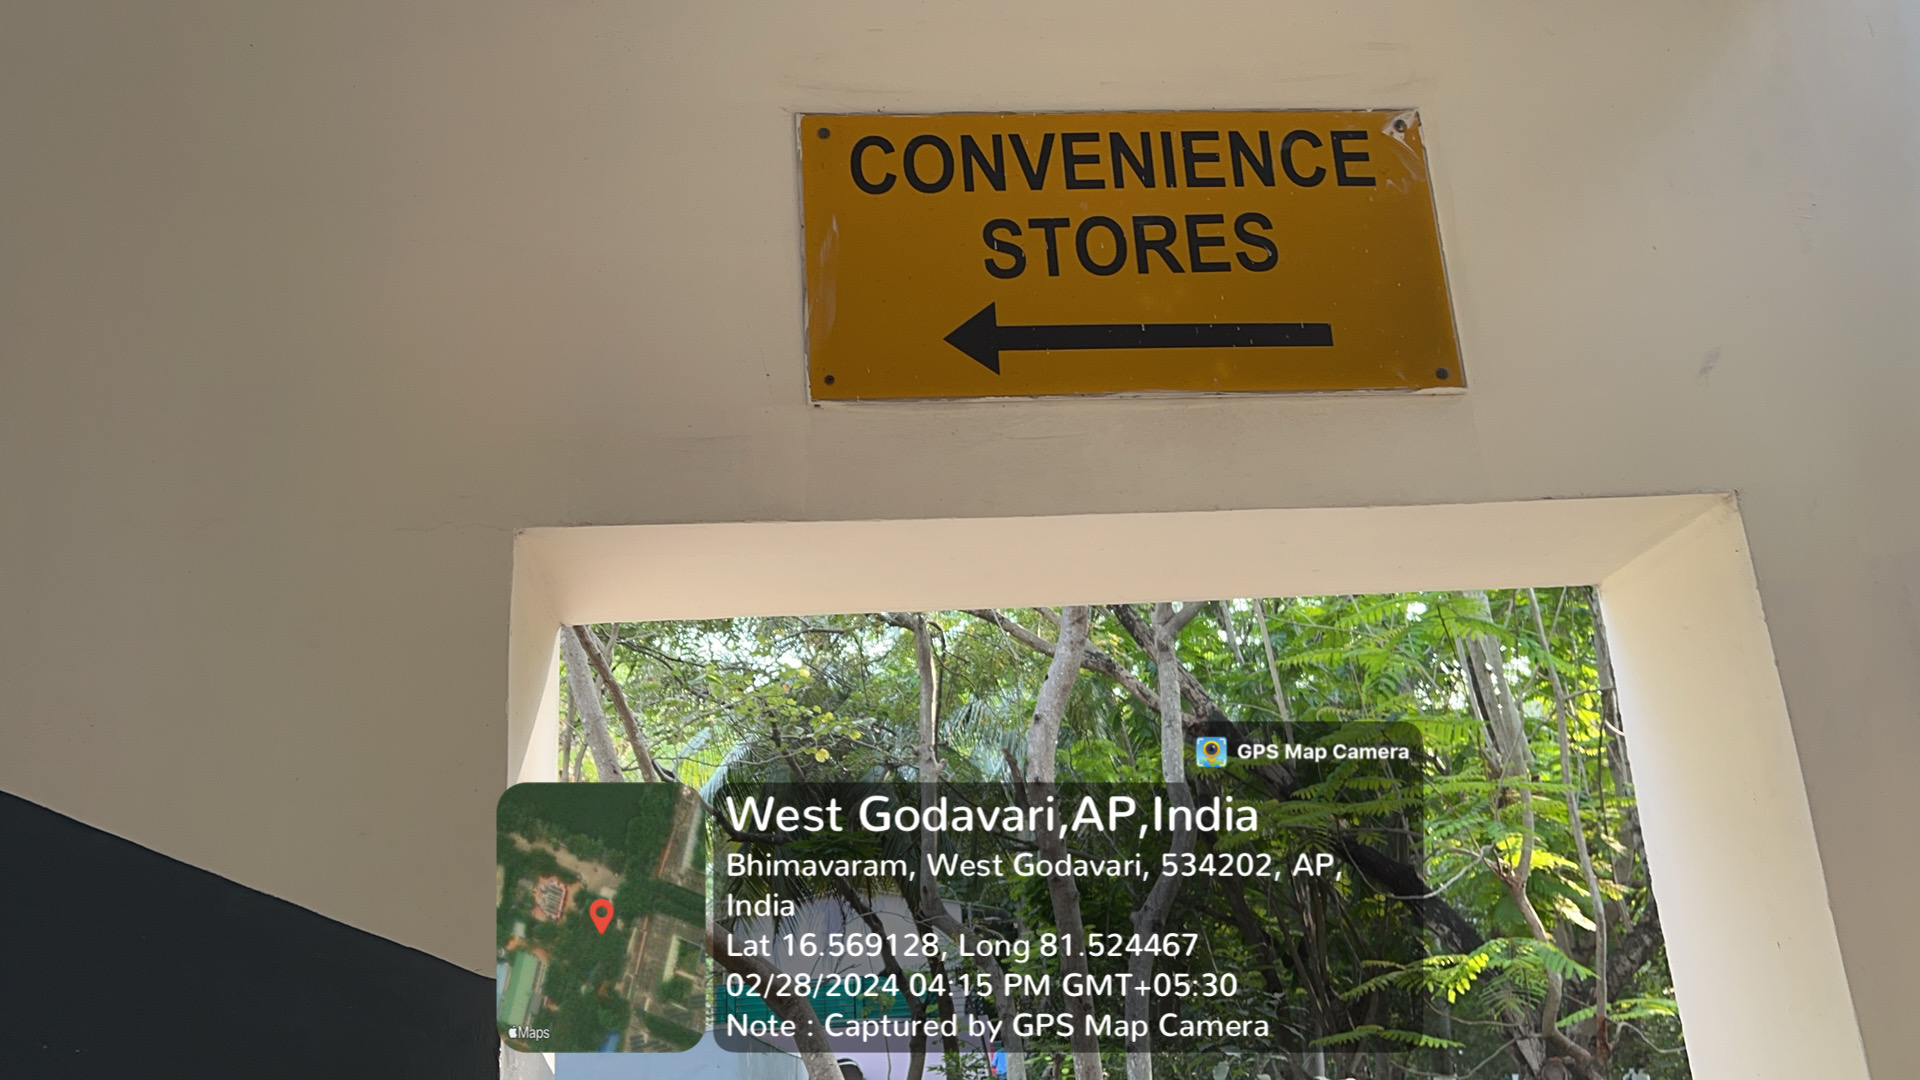 CONVENIENCE
STORES
GPS Map Camera
West Godavari,AP,India
Bhimavaram, West Godavari, 534202, AP,
India
Lat 16.569128, Long 81.524467
02/28/2024 04:15 PM GMT+05:30
Note : Captured by GPS Map Camera
Maps